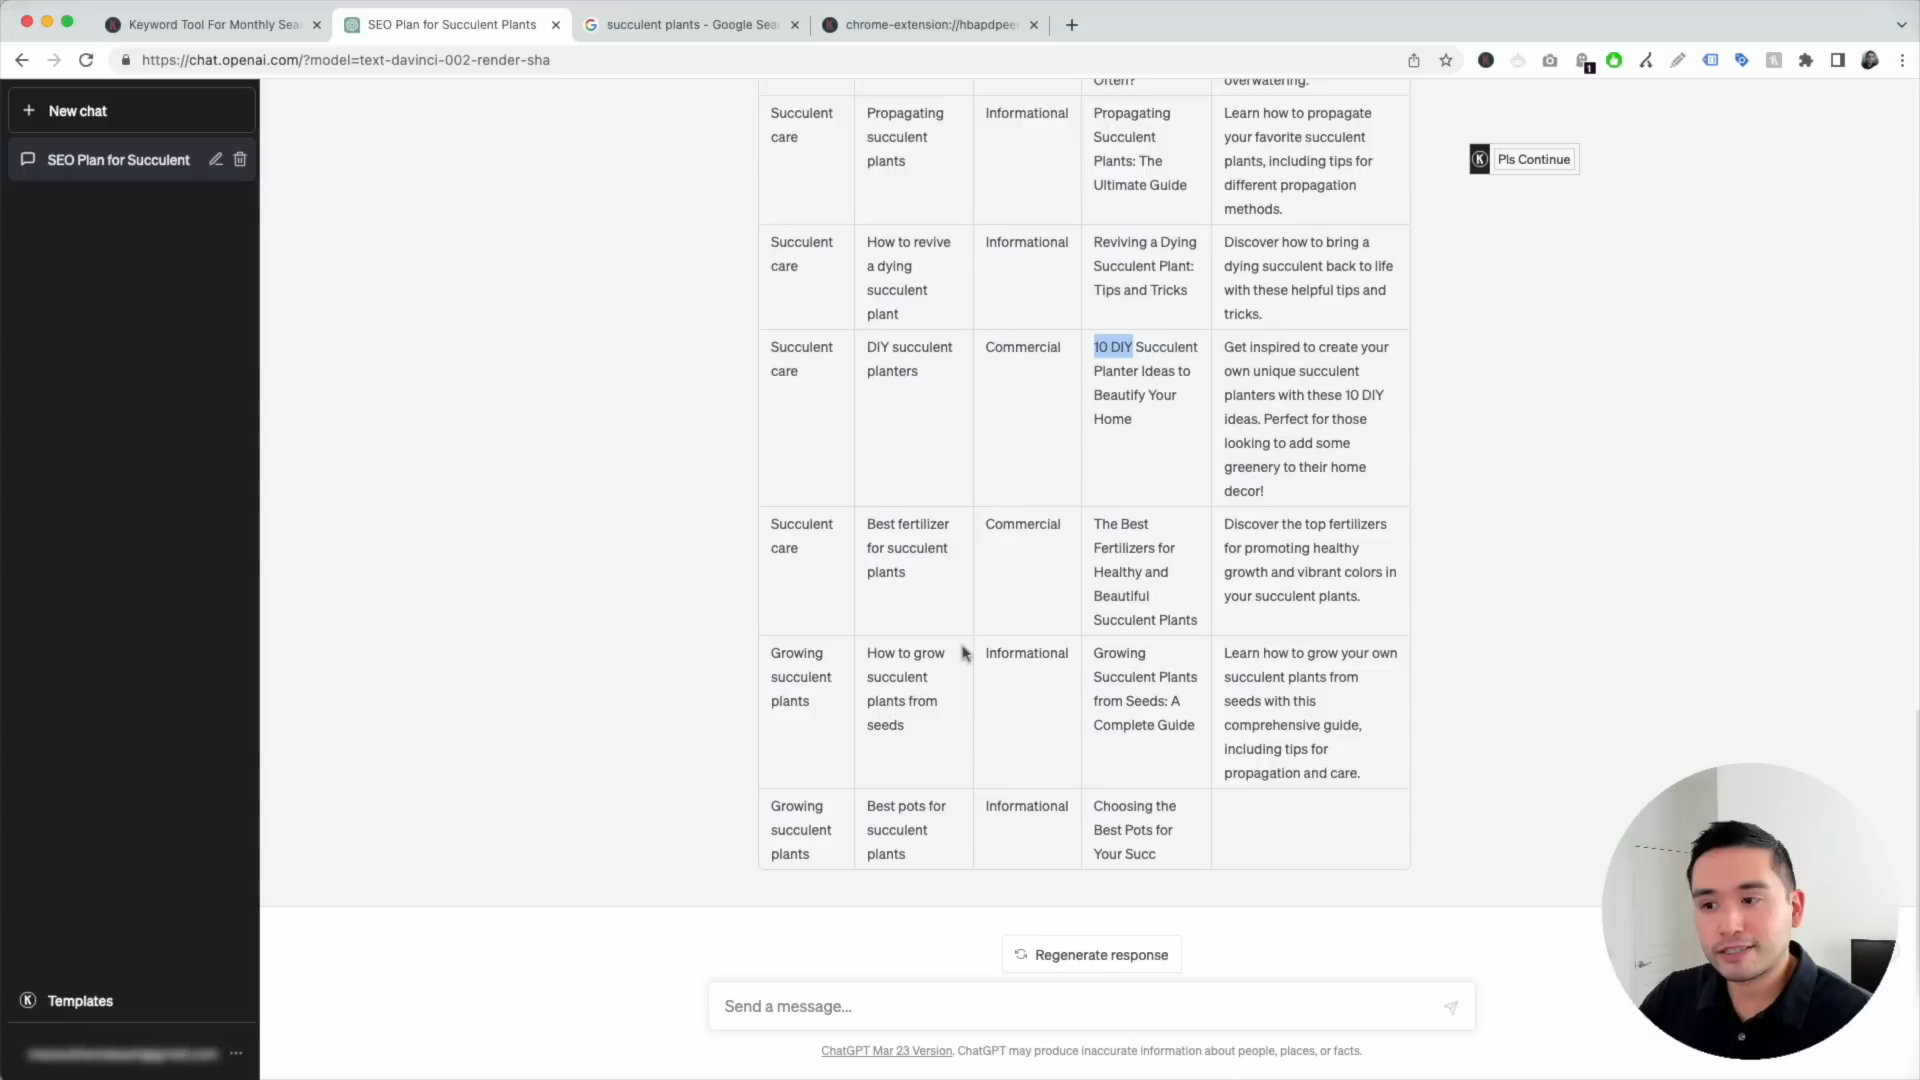 Keyword Tool For Monthly Sea
SEO Plan for Succulent Plants
succulent plants - Google Sea
chrome-extension://hbapdpeer
https://chat.openai.com/?model=text-davinci-002-render-sha
1
New chat
SEO Plan for Succulent
Templates
Pls Continue
Often?
overwatering.
Succulent
care
Propagating
succulent
plants
Informational
Propagating
Succulent
Plants: The
Ultimate Guide
Learn how to propagate
your favorite succulent
plants, including tips for
different propagation
methods.
Succulent
care
How to revive
a dying
succulent
plant
Informational
Reviving a Dying
Succulent Plant:
Tips and Tricks
Discover how to bring a
dying succulent back to life
with these helpful tips and
tricks.
Succulent
care
DIY succulent
planters
Commercial
10 DIY Succulent
Planter Ideas to
Beautify Your
Home
Get inspired to create your
own unique succulent
planters with these 10 DIY
ideas. Perfect for those
looking to add some
greenery to their home
decor!
Succulent
care
Best fertilizer
for succulent
plants
Commercial
The Best
Fertilizers for
Healthy and
Beautiful
Succulent Plants
Discover the top fertilizers
for promoting healthy
growth and vibrant colors in
your succulent plants.
Growing
succulent
plants
How to grow
succulent
plants from
seeds
Informational
Growing
Succulent Plants
from Seeds: A
Complete Guide
Learn how to grow your own
succulent plants from
seeds with this
comprehensive guide,
including tips for
propagation and care.
Growing
succulent
plants
Best pots for
succulent
plants
Informational
Choosing the
Best Pots for
Your Succ
Regenerate response
Send a message...
ChatGPT Mar 23 Version. ChatGPT may produce inaccurate information about people, places, or facts.